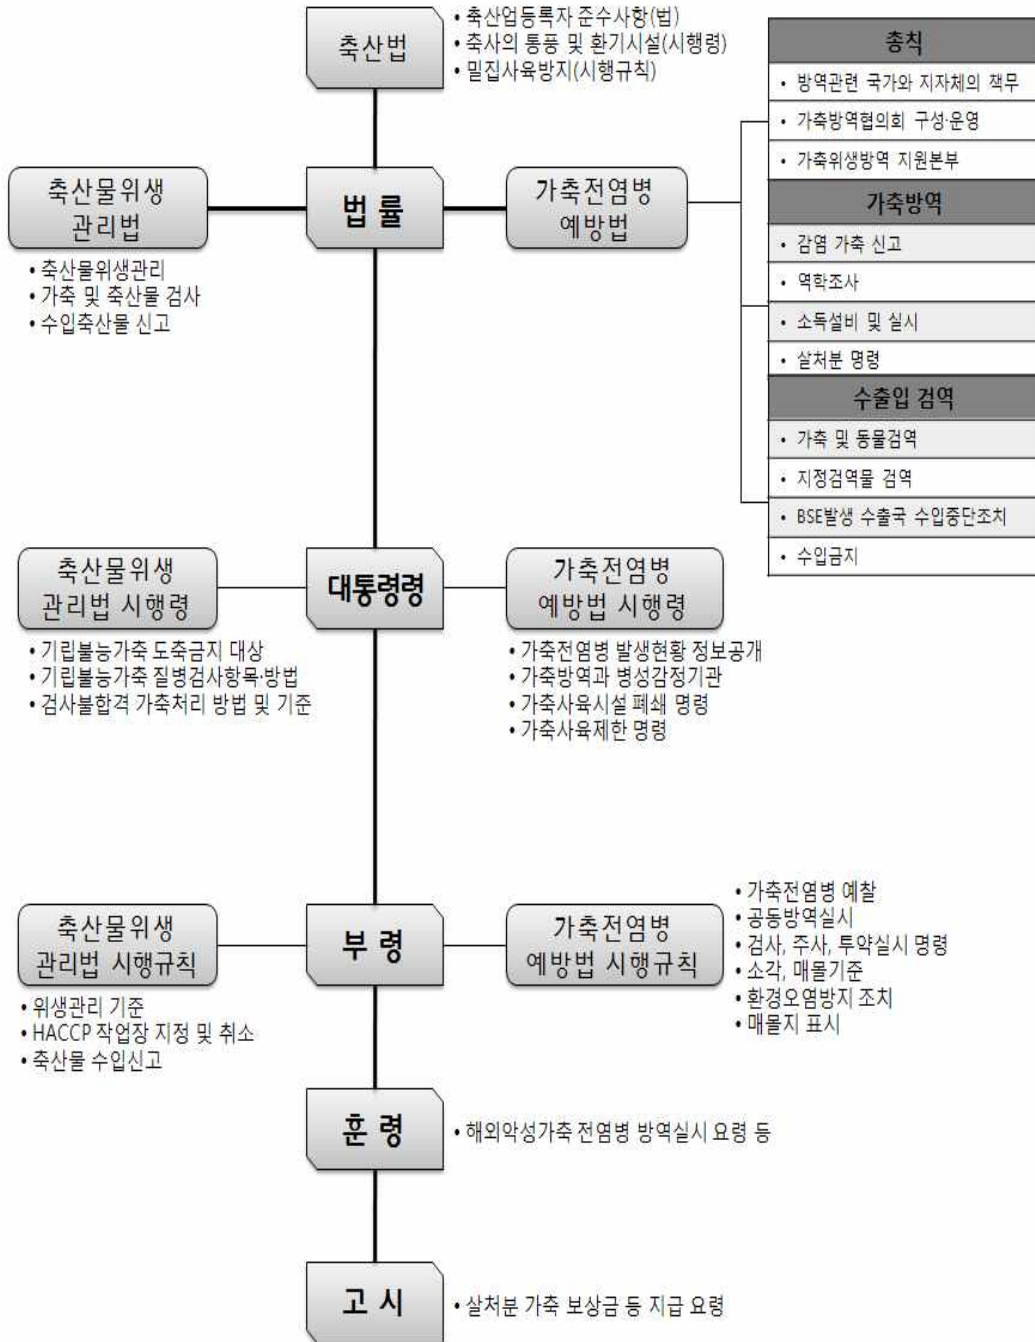 축산법
• 축산업등록자 준수사항(법)
• 축사의 통풍 및 환기시설(시행령)
• 밀집사육방지(시행규칙)
축산물위생
관리법
• 축산물위생관리
• 가축 및 축산물 검사
• 수입축산물 신고
법 률
가축전염병
예방법
총칙
• 방역관련 국가와 지자체의 책무
• 가축방역협의회 구성·운영
• 가축위생방역 지원본부
가축방역
• 감염 가축 신고
• 역학조사
• 소독설비 및 실시
• 살처분 명령
수출입 검역
• 가축 및 동물검역
• 지정검역물 검역
• BSE발생 수출국 수입중단조치
• 수입금지
축산물위생
관리법 시행령
• 기립불능가축 도축금지 대상
• 기립불능가축 질병검사항목·방법
• 검사불합격 가축처리 방법 및 기준
대통령령
가축전염병
예방법 시행령
• 가축전염병 발생현황 정보공개
• 가축방역과 병성감정기관
• 가축사육시설 폐쇄 명령
• 가축사육제한 명령
축산물위생
관리법 시행규칙
• 위생관리 기준
• HACCP 작업장 지정 및 취소
• 축산물 수입신고
부 령
가축전염병
예방법 시행규칙
• 가축전염병 예찰
• 공동방역실시
• 검사, 주사, 투약실시 명령
• 소각, 매몰기준
• 환경오염방지 조치
• 매몰지 표시
훈 령
• 해외악성가축 전염병 방역실시 요령 등
고 시
• 살처분 가축 보상금 등 지급 요령